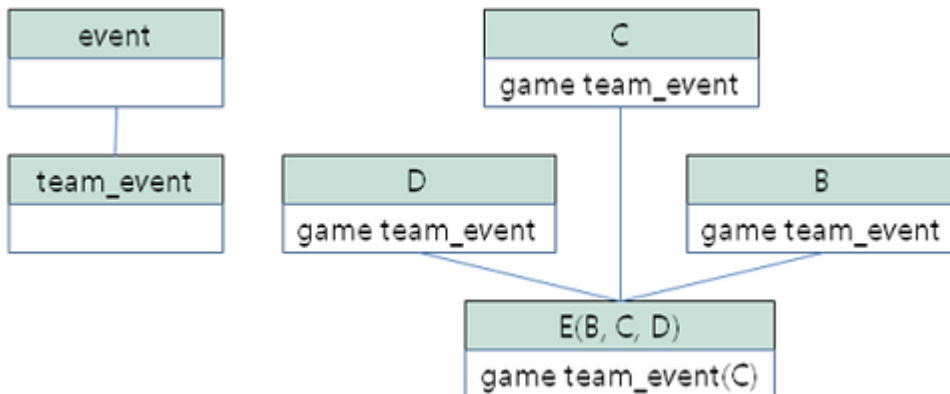 event
team_event
C
game team_event
D
game team_event
B
game team_event
E(B, C, D)
game team_event(C)